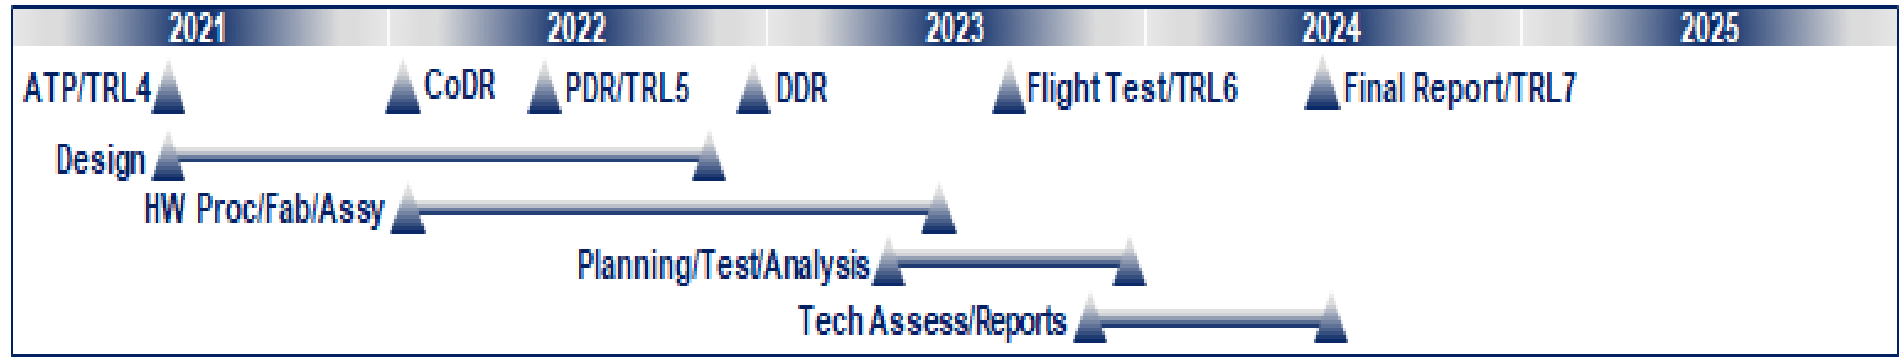 2021 2022 2023 2024 2025
ATP/TRL4 CoDR PDR/TRL5 DDR Flight Test/TRL6 Final Report/TRL7
Design
HW Proc/Fab/Assy
Planning/Test/Analysis
Tech Assess/Reports